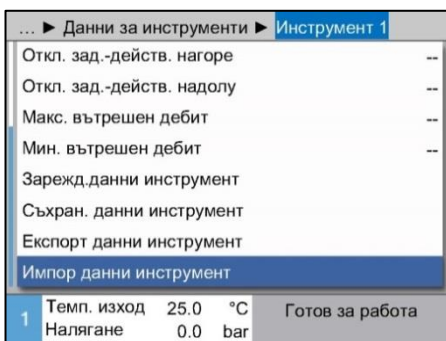 ... ► Данни за инструменти ► Инструмент 1
Откл. зад.-действ. нагоре --
Откл. зад.-действ. надолу --
Макс. вътрешен дебит --
Мин. вътрешен дебит --
Зарежд.данни инструмент
Съхран. данни инструмент
Експорт данни инструмент
Импор данни инструмент
1 Темп. изход 25.0 °C Готов за работа
Налягане 0.0 bar